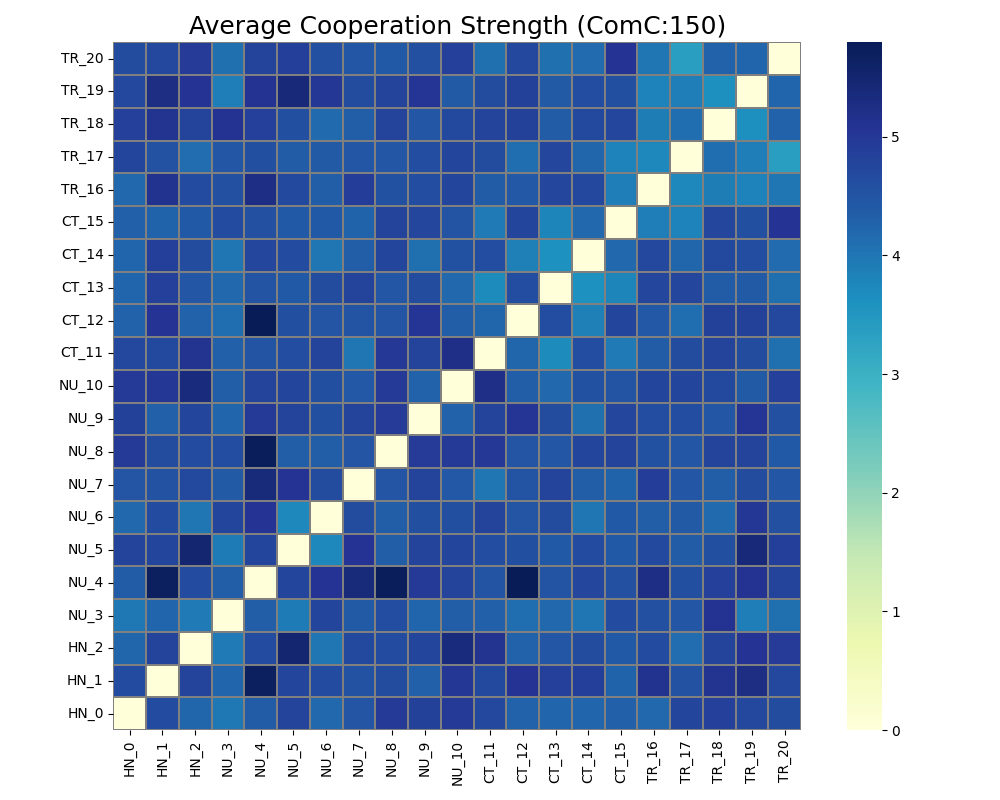 Average Cooperation Strength (ComC:150)
TR_20
TR_19
TR_18
TR_17
TR_16
CT_15
CT_14
CT_13
CT_12
CT_11
NU_10
NU_9
NU_8
NU_7
NU_6
NU_5
NU_4
NU_3
HN_2
HN_1
HN_0
HN_0
HN_1
HN_2
NU_3
NU_4
NU_5
NU_6
NU_7
NU_8
NU_9
NU_10
CT_11
CT_12
CT_13
CT_14
CT_15
TR_16
TR_17
TR_18
TR_19
TR_20
5
4
3
2
1
0